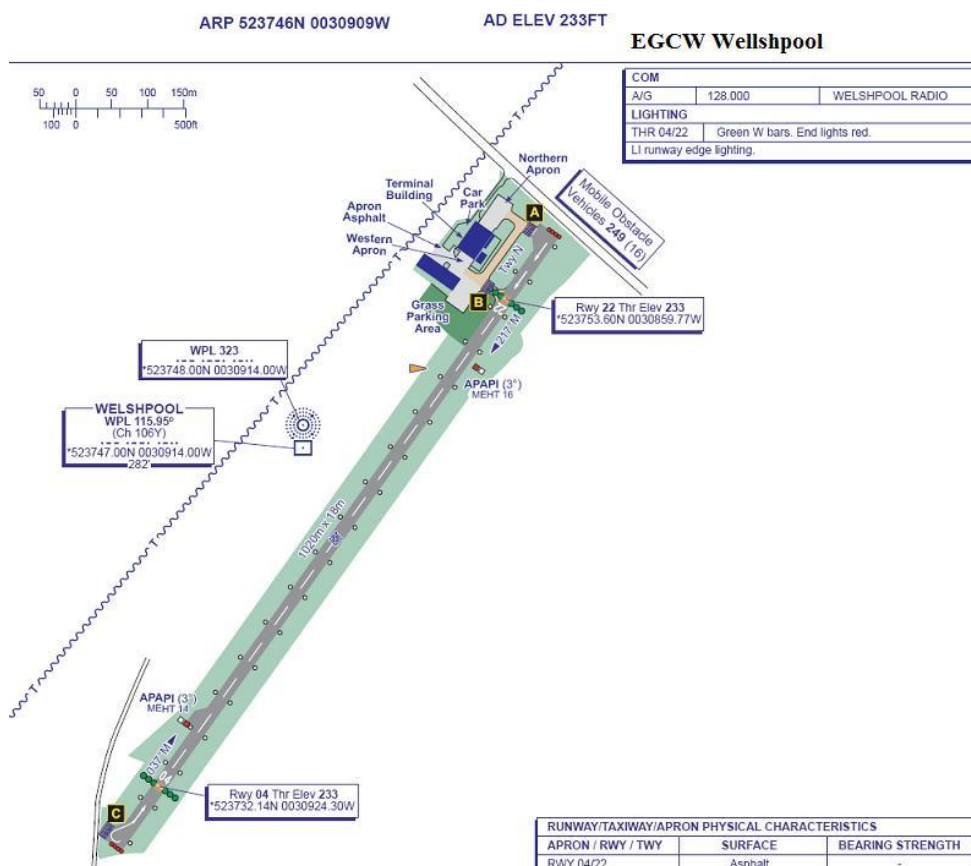 ARP 523746N 0030909W
AD ELEV 233FT
EGCW Wellshpool
50 0 50 100 150m
100 0 500ft
COM
A/G 128.000 WELSHPOOL RADIO
LIGHTING
THR 04/22 Green W bars. End lights red.
LI runway edge lighting.
Northern
Apron
Terminal
Building
Car
Park
Apron
Asphalt
Western
Apron
A
Mobile Obstacle
Vehicles 249 (16)
Twy N
B
Grass
Parking
Area
Rwy 22 Thr Elev 233
*523753.60N 0030859.77W
22
217°M
APAPI (3°)
MEHT 16
WPL 323
*523748.00N 0030914.00W
WELSHPOOL
WPL 115.95º
(Ch 106Y)
*523747.00N 0030914.00W
282'
T
T
T
T
1020m x 18m
APAPI (3°)
MEHT 14
037°M
04
Rwy 04 Thr Elev 233
*523732.14N 0030924.30W
C
RUNWAY/TAXIWAY/APRON PHYSICAL CHARACTERISTICS
APRON / RWY / TWY SURFACE BEARING STRENGTH
RWY 04/22 Asphalt -